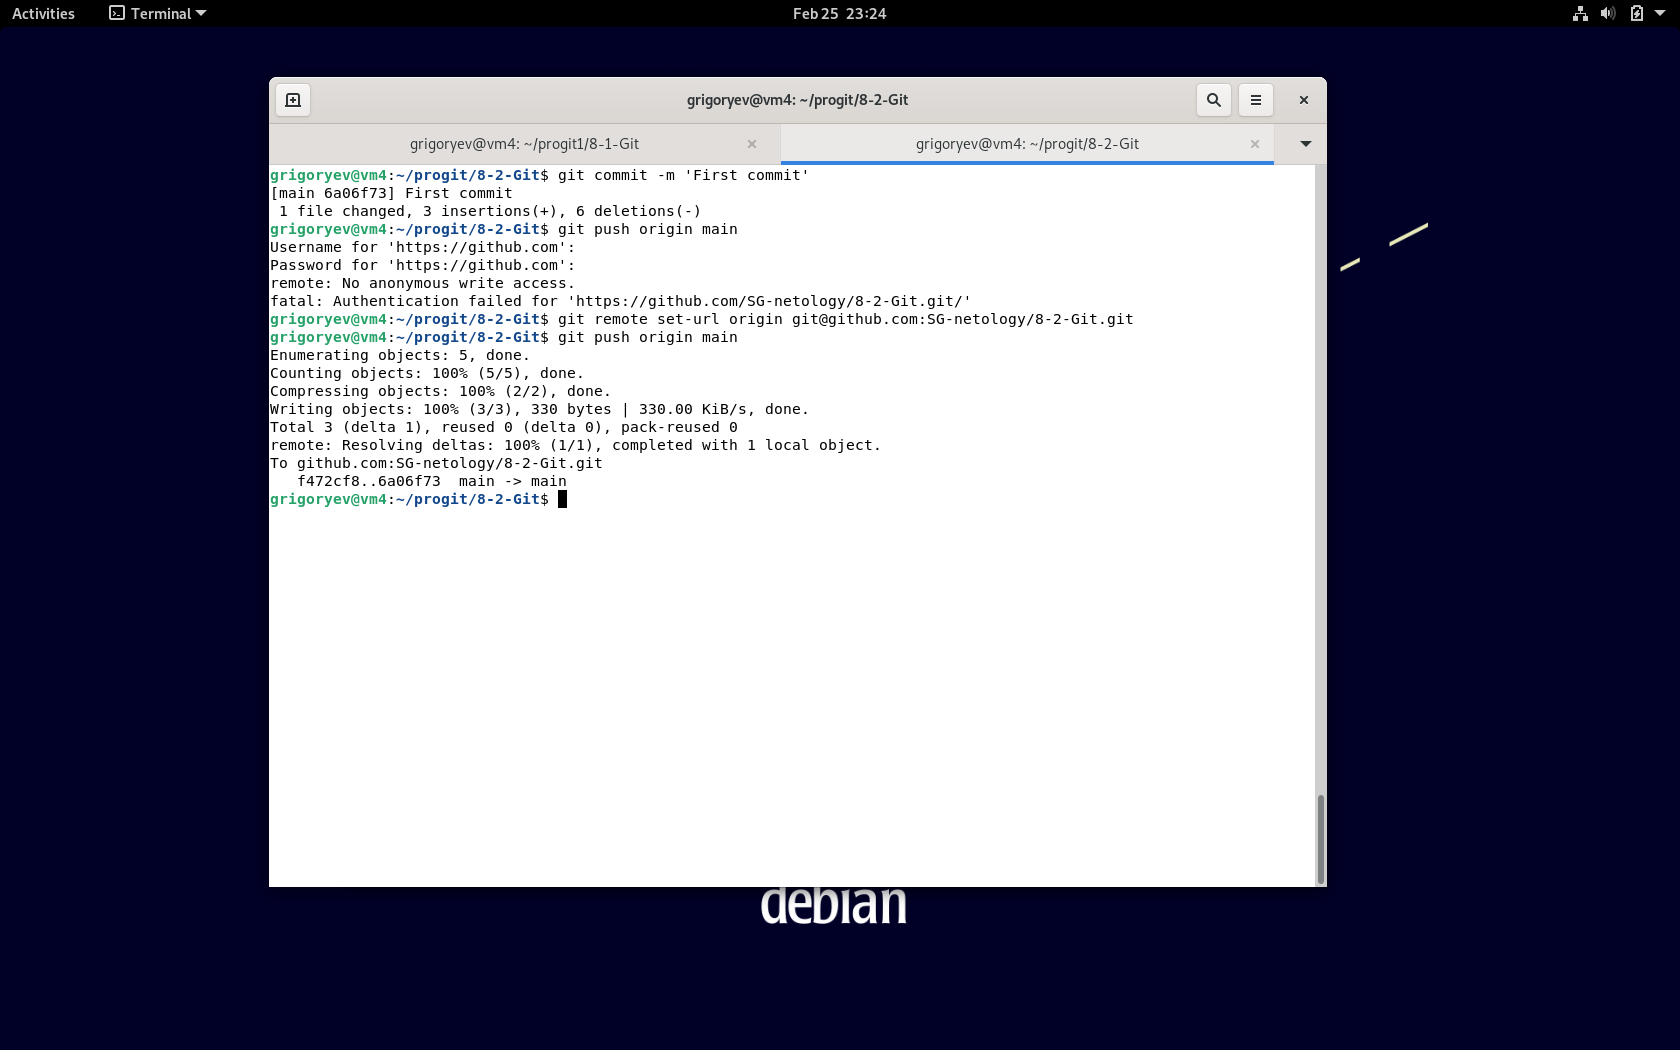 Activities Terminal Feb 25 23:24
grigoryev@vm4: ~/progit/8-2-Git
grigoryev@vm4: ~/progit1/8-1-Git grigoryev@vm4: ~/progit/8-2-Git
grigoryev@vm4:~/progit/8-2-Git$ git commit -m 'First commit'
[main 6a06f73] First commit
 1 file changed, 3 insertions(+), 6 deletions(-)
grigoryev@vm4:~/progit/8-2-Git$ git push origin main
Username for 'https://github.com':
Password for 'https://github.com':
remote: No anonymous write access.
fatal: Authentication failed for 'https://github.com/SG-netology/8-2-Git.git/'
grigoryev@vm4:~/progit/8-2-Git$ git remote set-url origin git@github.com:SG-netology/8-2-Git.git
grigoryev@vm4:~/progit/8-2-Git$ git push origin main
Enumerating objects: 5, done.
Counting objects: 100% (5/5), done.
Compressing objects: 100% (2/2), done.
Writing objects: 100% (3/3), 330 bytes | 330.00 KiB/s, done.
Total 3 (delta 1), reused 0 (delta 0), pack-reused 0
remote: Resolving deltas: 100% (1/1), completed with 1 local object.
To github.com:SG-netology/8-2-Git.git
   f472cf8..6a06f73  main -> main
grigoryev@vm4:~/progit/8-2-Git$
debian